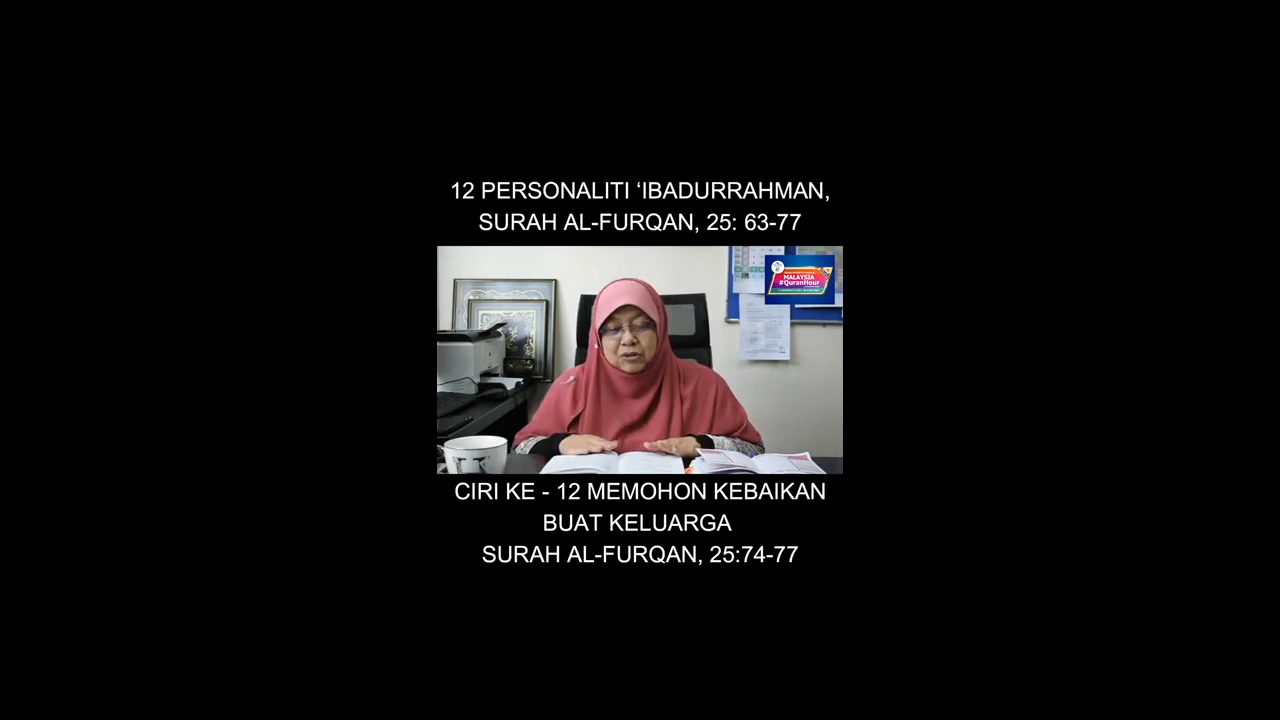 12 PERSONALITI ‘IBADURRAHMAN,
SURAH AL-FURQAN, 25: 63-77
MALAYSIA
#QuranHour
CIRI KE - 12 MEMOHON KEBAIKAN
BUAT KELUARGA
SURAH AL-FURQAN, 25:74-77